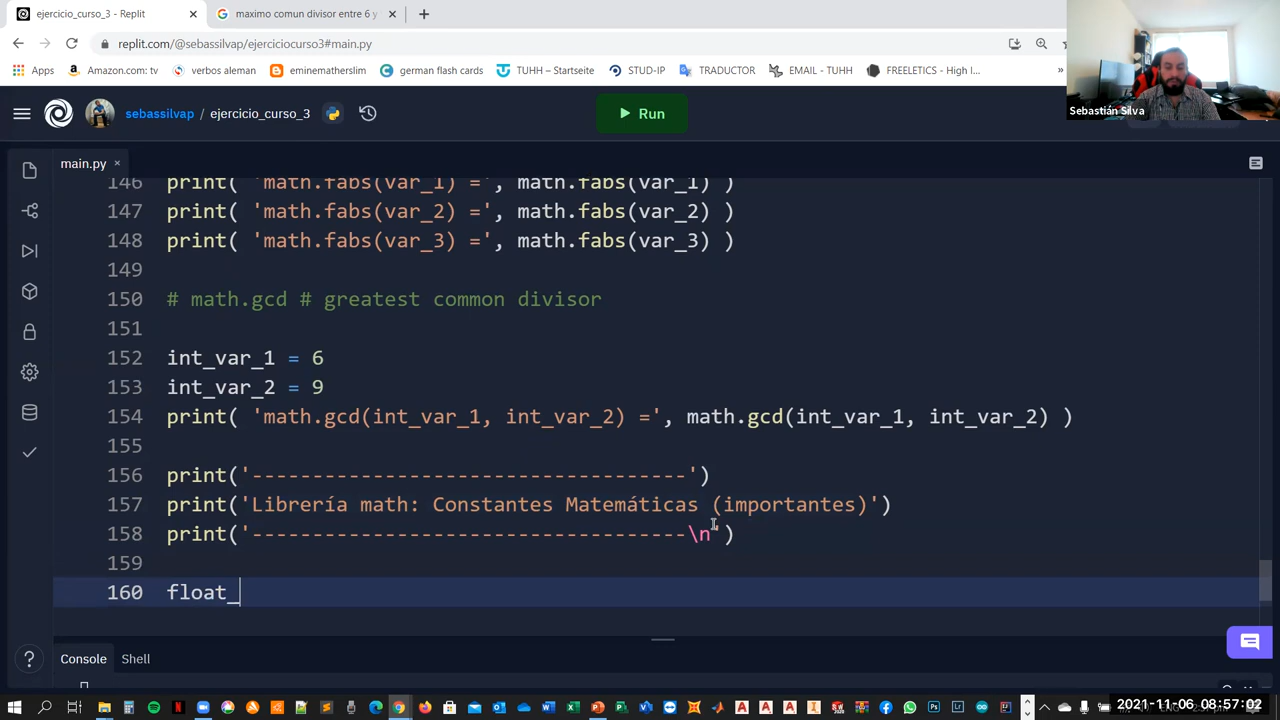 ejercicio_curso_3 - Replit
maximo comun divisor entre 6 y
replit.com/@sebassilvap/ejerciciocurso3#main.py
Apps
Amazon.com: tv
verbos aleman
eminematherslim
german flash cards
TUHH – Startseite
STUD-IP
TRADUCTOR
EMAIL - TUHH
FREELETICS - High I...
»
Sebastián Silva
sebassilvap / ejercicio_curso_3
Run
main.py
146 print( 'math.fabs(var_1) =', math.fabs(var_1) )
147 print( 'math.fabs(var_2) =', math.fabs(var_2) )
148 print( 'math.fabs(var_3) =', math.fabs(var_3) )
149
150 # math.gcd # greatest common divisor
151
152 int_var_1 = 6
153 int_var_2 = 9
154 print( 'math.gcd(int_var_1, int_var_2) =', math.gcd(int_var_1, int_var_2) )
155
156 print('------------------------------------')
157 print('Librería math: Constantes Matemáticas (importantes)')
158 print('------------------------------------\n')
159
160 float_
Console
Shell
2021-11-06 08:57:02